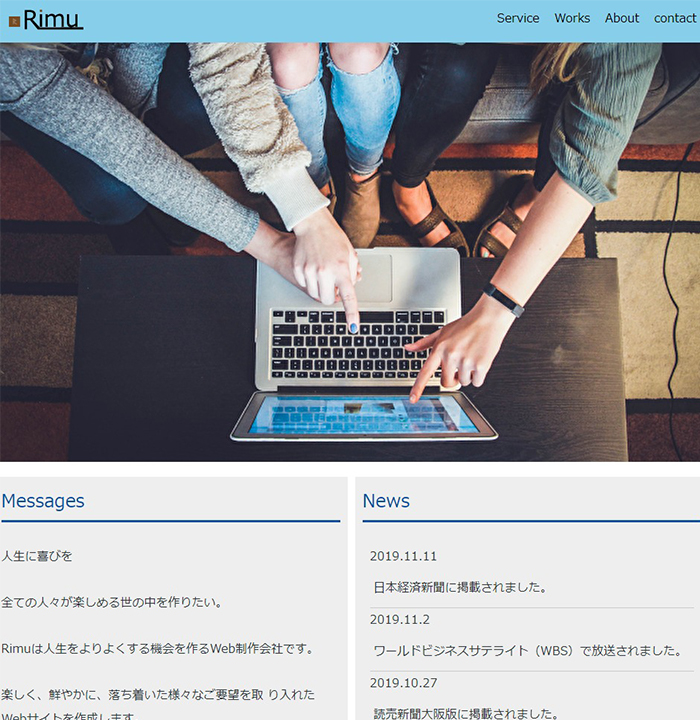 Rimu
Service Works About contact
Messages
人生に喜びを
全ての人々が楽しめる世の中を作りたい。
Rimuは人生をよりよくする機会を作るWeb制作会社です。
楽しく、鮮やかに、落ち着いた様々なご要望を取 り入れた
Webサイトを作成します
News
2019.11.11
日本経済新聞に掲載されました。
2019.11.2
ワールドビジネスサテライト（WBS）で放送されました。
2019.10.27
読売新聞大阪版に掲載されました。